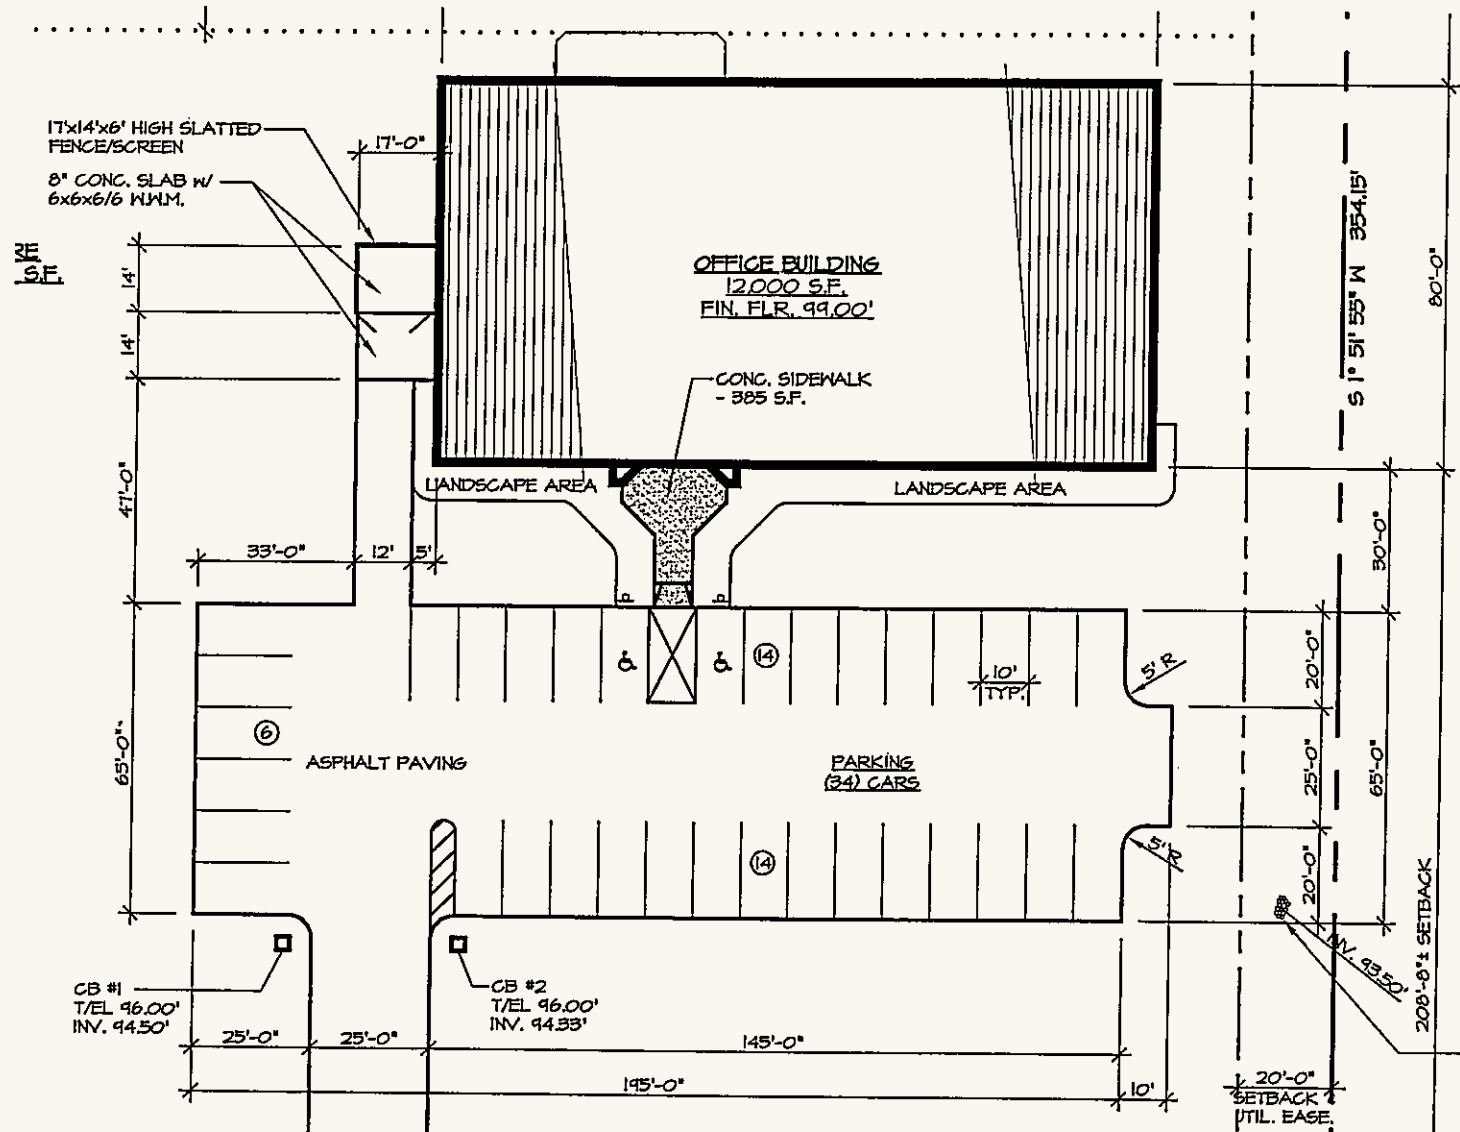 17'x14'x6' HIGH SLATTED
FENCE/SCREEN
17'-0"
8" CONC. SLAB W/
6x6x6/6 W.W.M.
S.F.
14'
14'
OFFICE BUILDING
12,000 S.F.
FIN. FLR. 99.00'
CONC. SIDEWALK
- 385 S.F.
S 1° 51' 55" W 354.15'
80'-0"
LANDSCAPE AREA
LANDSCAPE AREA
47'-0"
33'-0"
12'
5'
30'-0"
14
10'
TYP.
5' R
20'-0"
6
65'-0"
ASPHALT PAVING
PARKING
(34) CARS
25'-0"
65'-0"
14
5' R
20'-0"
INV. 93.50'
208'-8"± SETBACK
CB #1
T/EL 96.00'
INV. 94.50'
CB #2
T/EL 96.00'
INV. 94.33'
25'-0"
25'-0"
145'-0"
195'-0"
10'
20'-0"
SETBACK
UTIL. EASE.